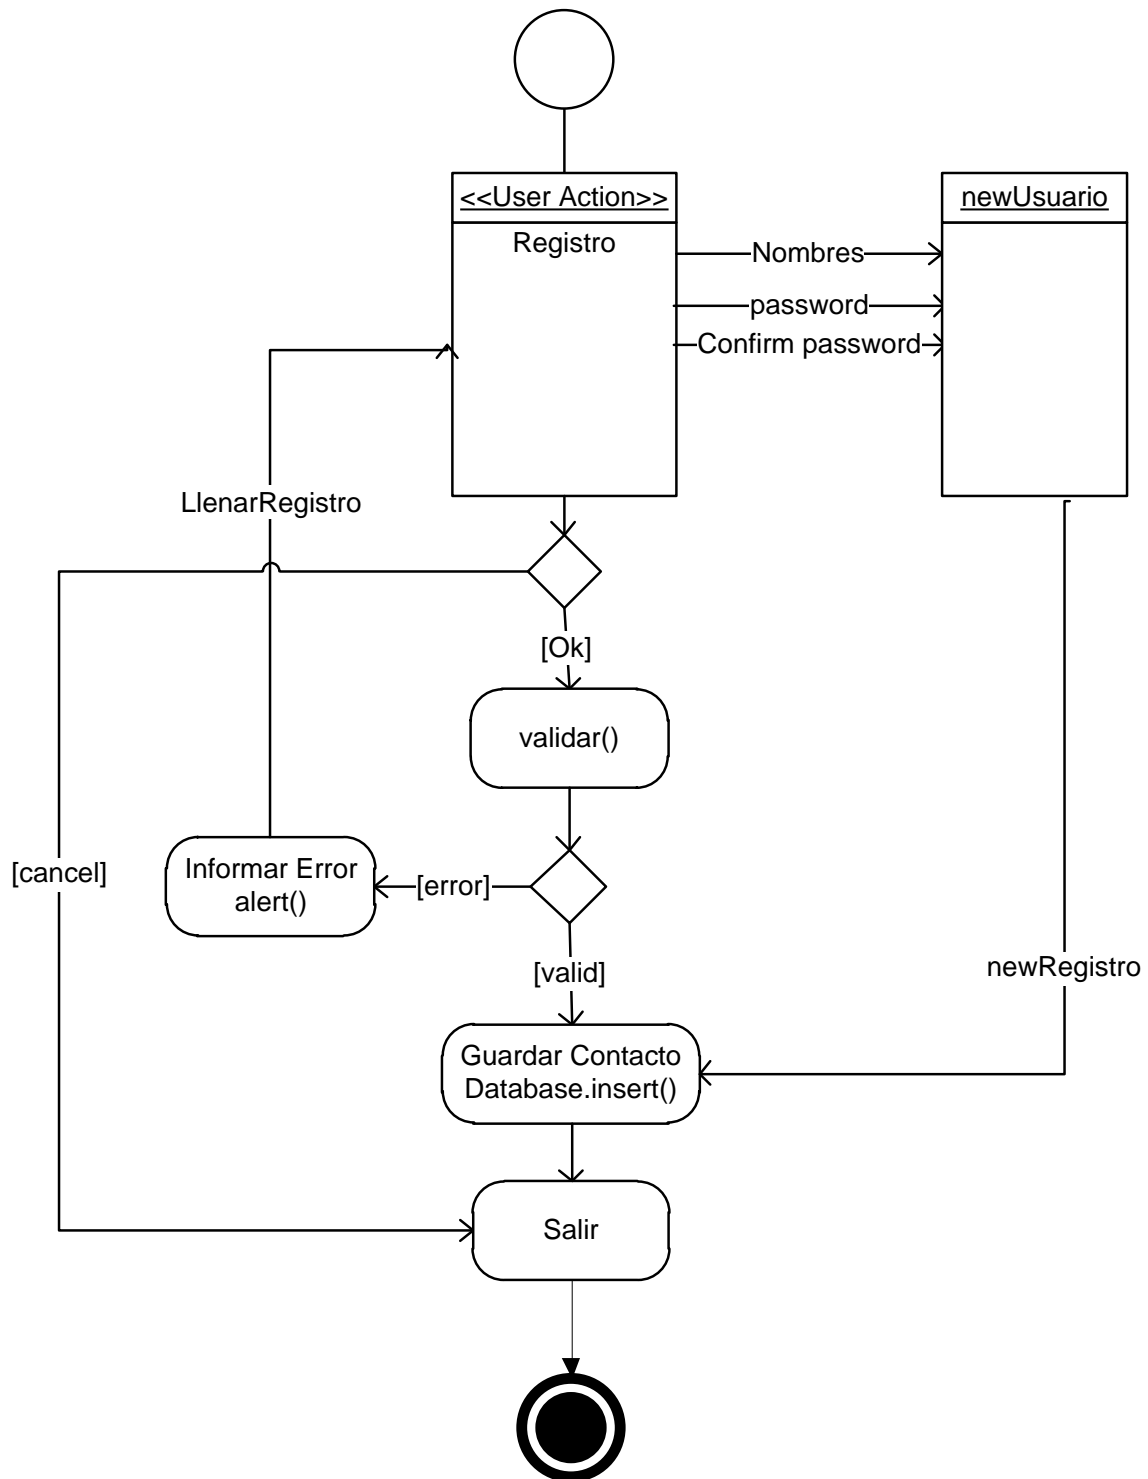 <<User Action>>
newUsuario
Registro
Nombres
password
Confirm password
LlenarRegistro
[Ok]
validar()
[cancel]
Informar Error
alert()
[error]
[valid]
newRegistro
Guardar Contacto
Database.insert()
Salir